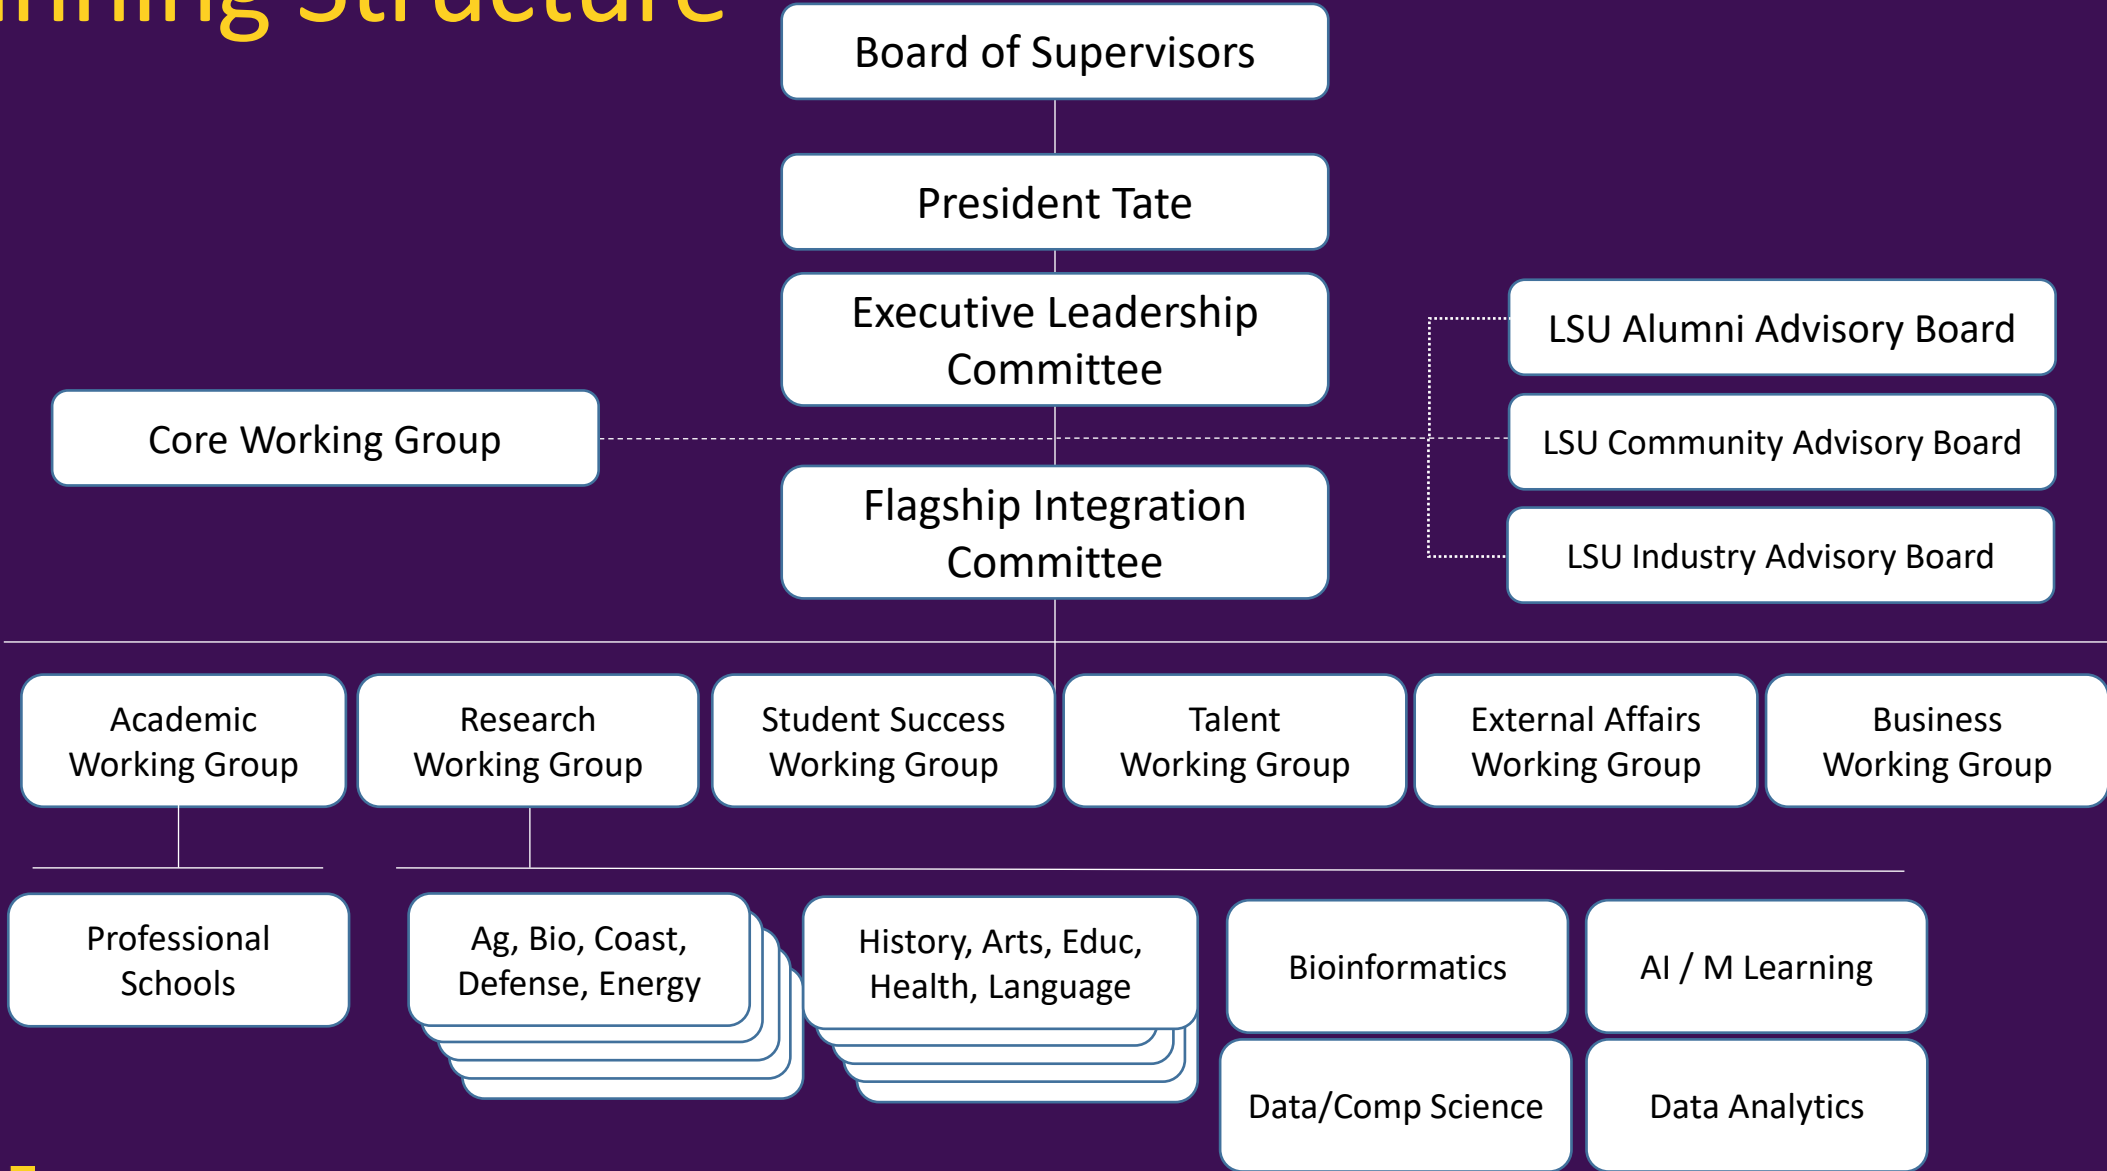 Structure
Board of Supervisors
President Tate
Executive Leadership
Committee
LSU Alumni Advisory Board
Core Working Group
LSU Community Advisory Board
Flagship Integration
Committee
LSU Industry Advisory Board
Academic
Working Group
Research
Working Group
Student Success
Working Group
Talent
Working Group
External Affairs
Working Group
Business
Working Group
Professional
Schools
Ag, Bio, Coast,
Defense, Energy
History, Arts, Educ,
Health, Language
Bioinformatics
AI / M Learning
Data/Comp Science
Data Analytics